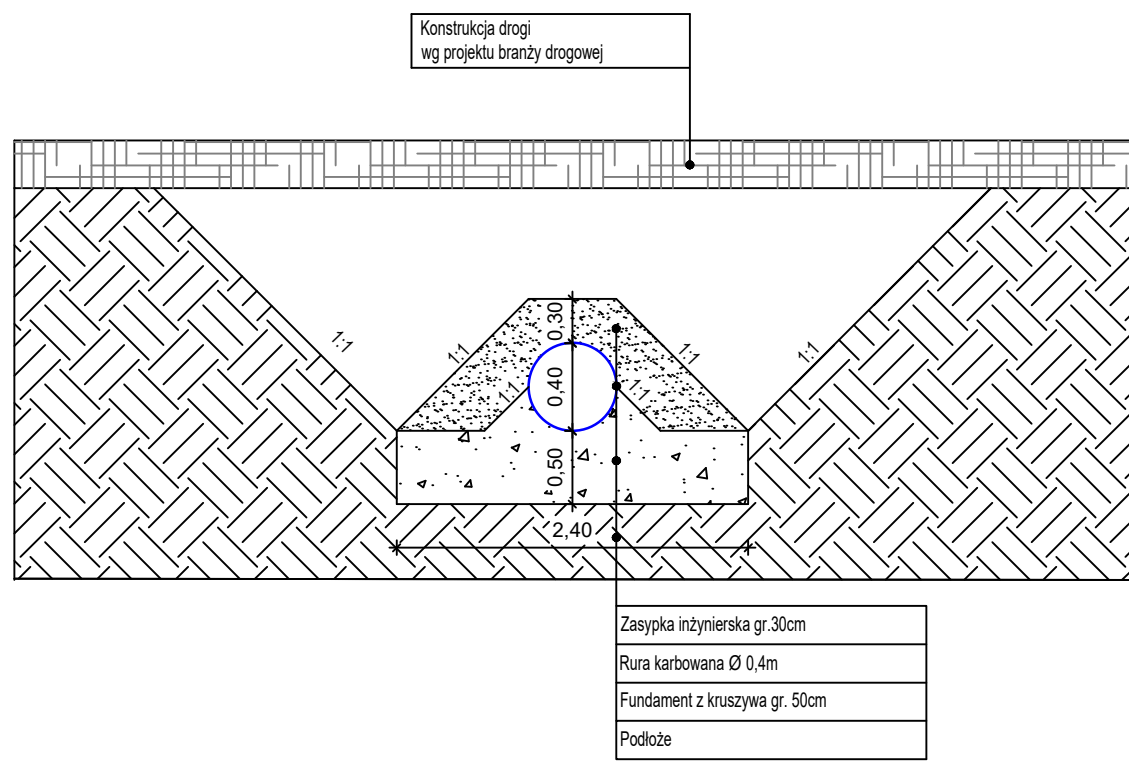 Konstrukcja drogi
wg projektu branży drogowej
1:1
1:1
1:1
1:1
1:1
1:1
0,30
0,40
0,50
2,40
Zasypka inżynierska gr.30cm
Rura karbowana Ø 0,4m
Fundament z kruszywa gr. 50cm
Podłoże